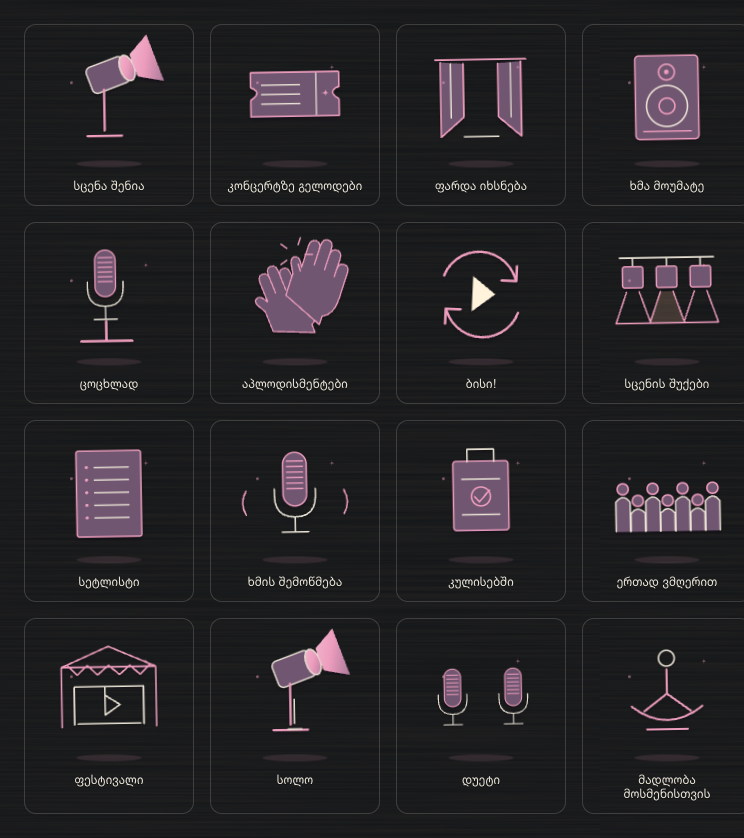 სცენა შენია
კონცერტზე გელოდები
ფარდა იხსნება
ხმა მოუმატე
ცოცხლად
აპლოდისმენტები
ბისი!
სცენის შუქები
სეტლისტი
ხმის შემოწმება
კულისებში
ერთად ვმღერით
ფესტივალი
სოლო
დუეტი
მადლობა
მოსმენისთვის